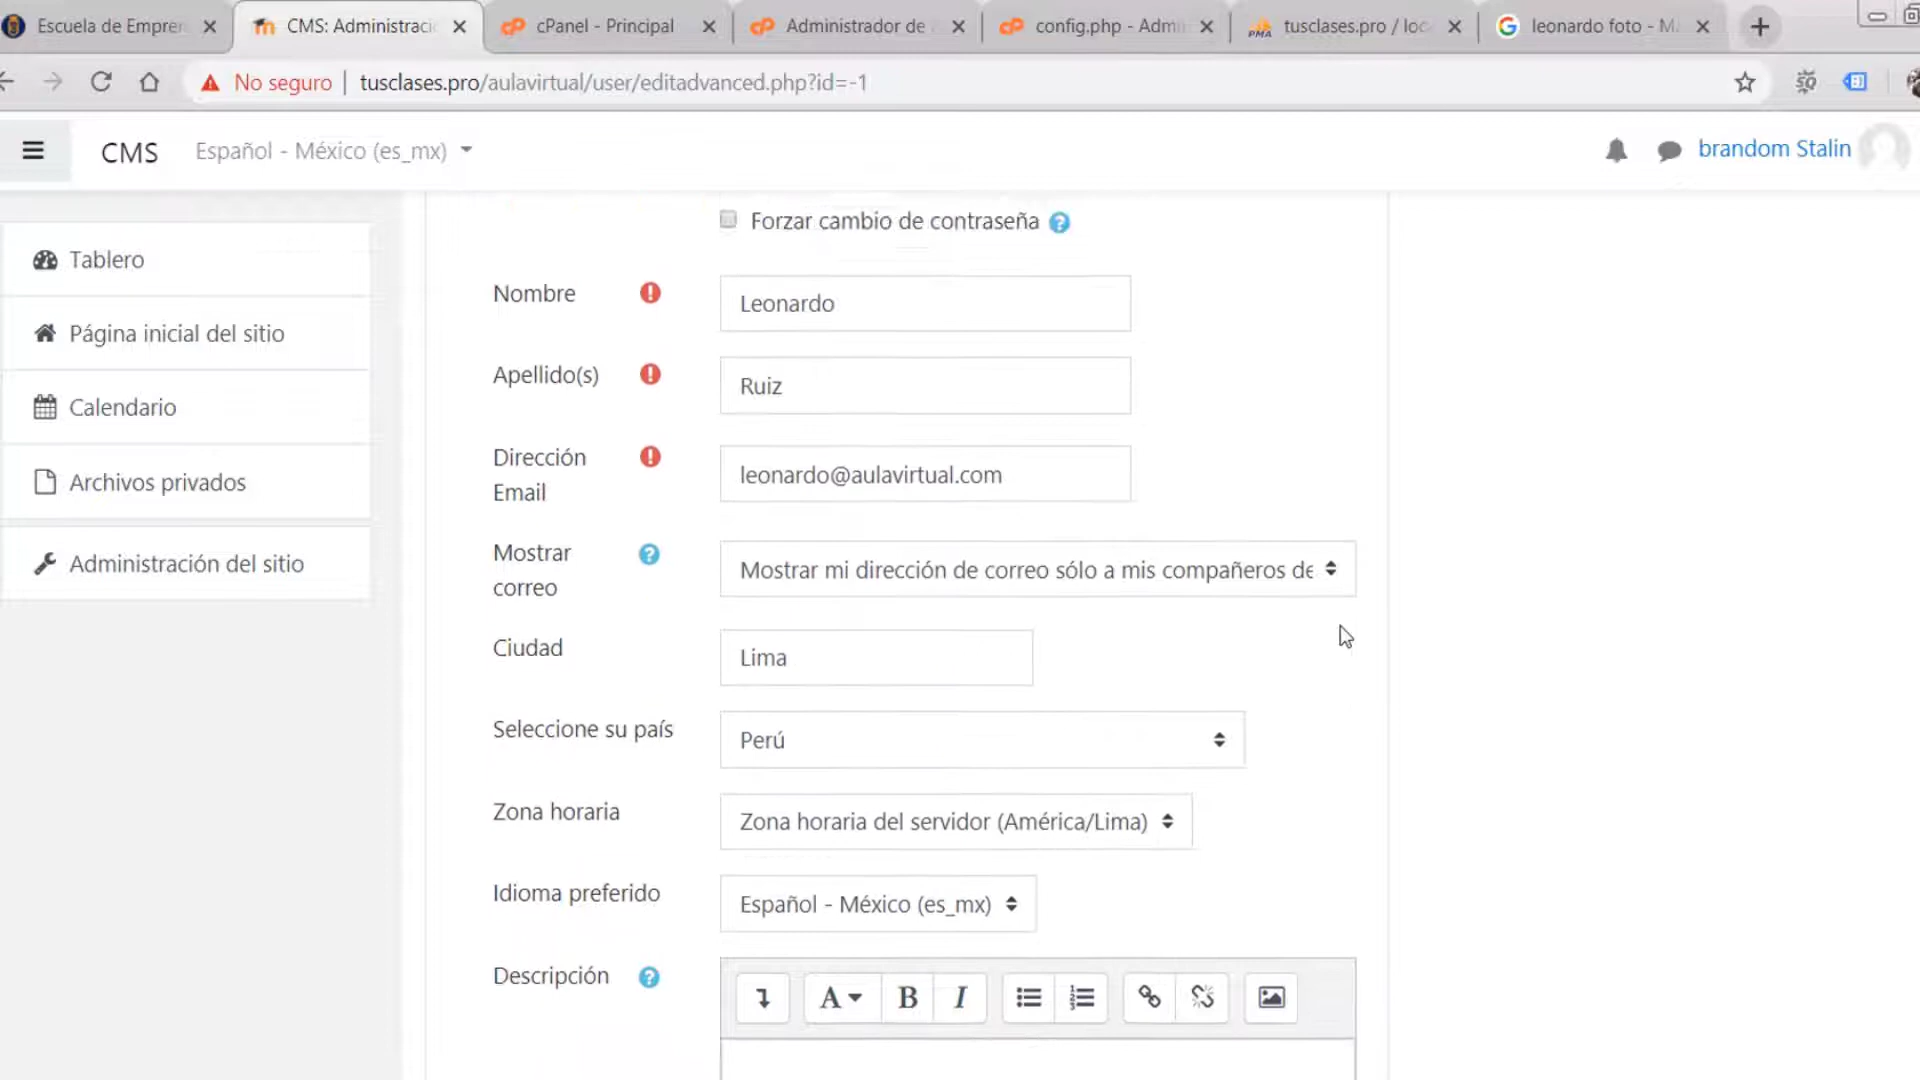 Escuela de Empren
CMS: Administraci
cPanel - Principal
Administrador de
config.php - Admi
PMA
tusclases.pro / loc
leonardo foto - M
No seguro
tusclases.pro/aulavirtual/user/editadvanced.php?id=-1
CMS
Español - México (es_mx)
brandom Stalin
Tablero
Página inicial del sitio
Calendario
Archivos privados
Administración del sitio
Forzar cambio de contraseña
Nombre
Leonardo
Apellido(s)
Ruiz
Dirección
Email
leonardo@aulavirtual.com
Mostrar
correo
Mostrar mi dirección de correo sólo a mis compañeros de
Ciudad
Lima
Seleccione su país
Perú
Zona horaria
Zona horaria del servidor (América/Lima)
Idioma preferido
Español - México (es_mx)
Descripción
A
B
I